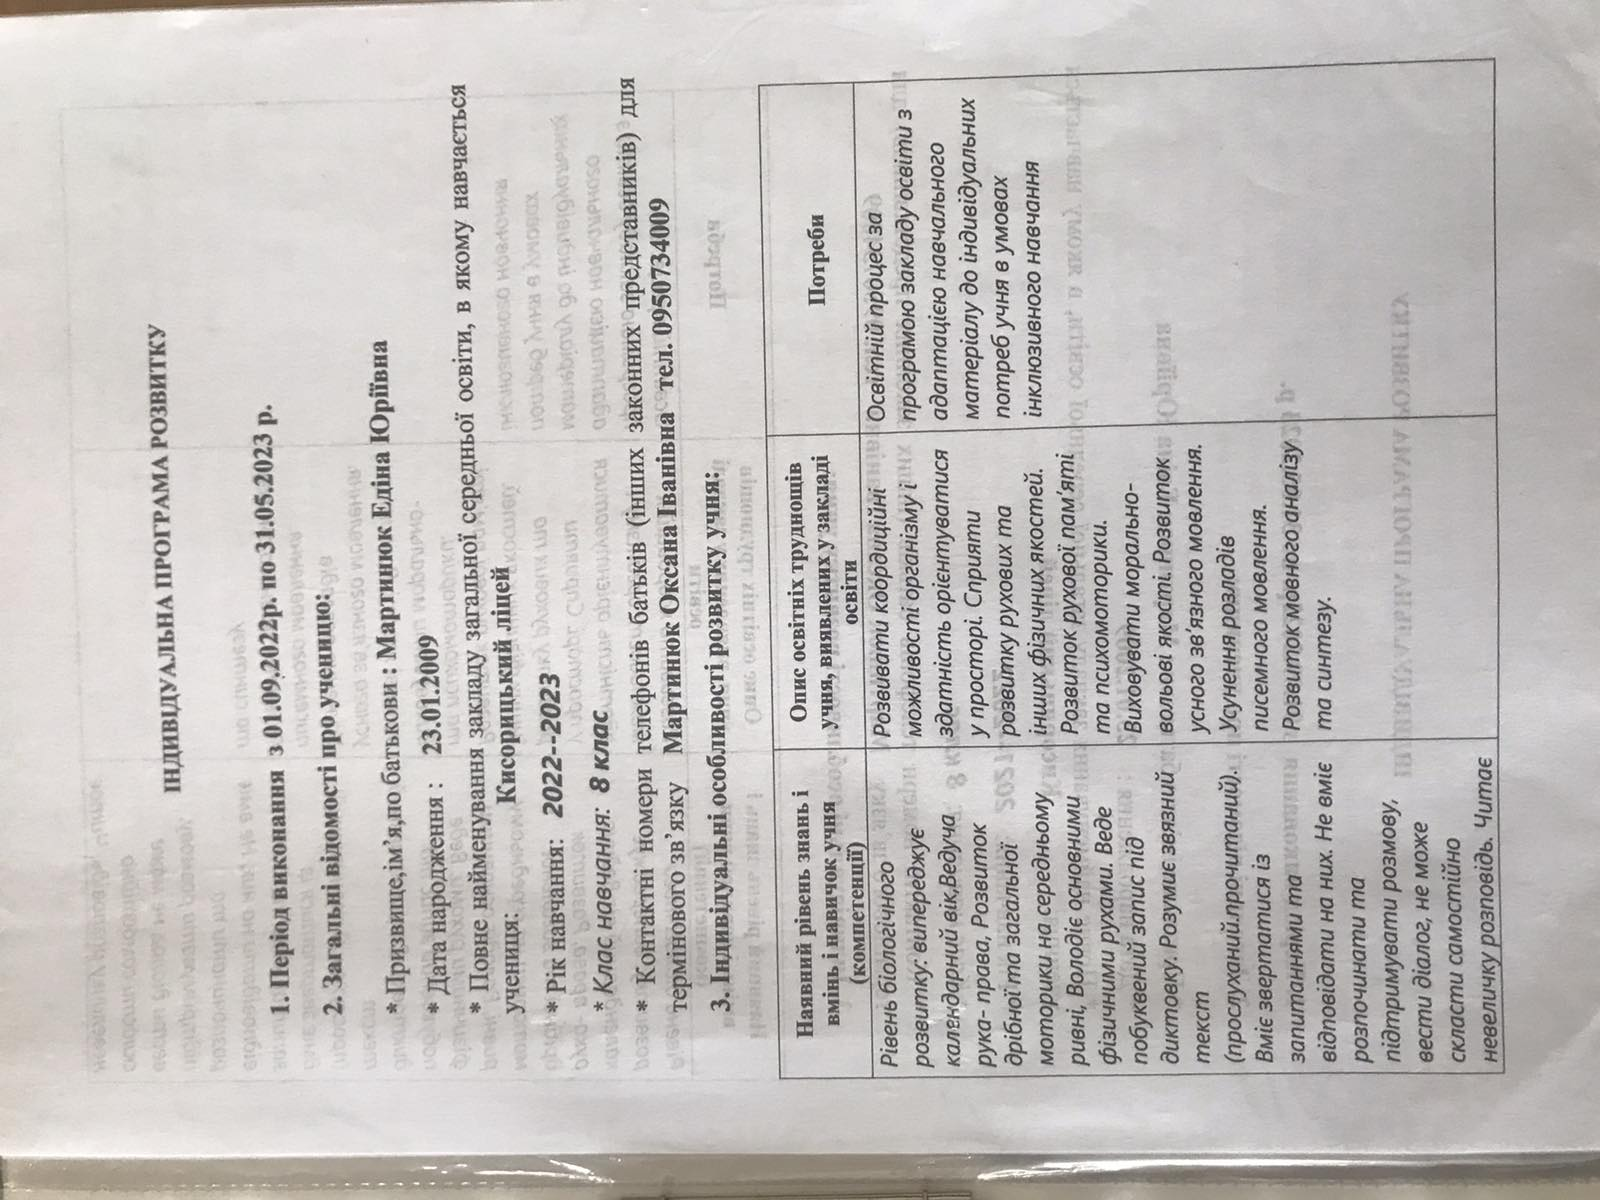 ІНДИВІДУАЛЬНА ПРОГРАМА РОЗВИТКУ
1. Період виконання з 01.09.2022р. по 31.05.2023 р.
2. Загальні відомості про ученицю:
* Призвище,ім’я,по батькови : Мартинюк Едіна Юріївна
* Дата народження : 23.01.2009
* Повне найменування закладу загальної середньої освіти, в якому навчається
учениця:
Кисорицький ліцей
* Рік навчання: 2022--2023
* Клас навчання: 8 клас
* Контактні номери телефонів батьків (інших законних представників) для
термінового зв’язку Мартинюк Оксана Іванівна тел. 0950734009
3. Індивідуальні особливості розвитку учня:
Наявний рівень знань і
вмінь і навичок учня
(компетенції)
Рівень біологічного
розвитку: випереджує
календарний вік,Ведуча
рука- права, Розвиток
дрібної та загальної
моторики на середньому
ривні, Володіє основними
фізичними рухами. Веде
побуквений запис під
диктовку. Розумиє звязний
текст
(прослуханий.прочитаний).
Вміє звертатися із
запитаннями та
відповідати на них. Не вміє
розпочинати та
підтримувати розмову,
вести діалог, не може
скласти самостійно
невеличку розповідь. Читає
Опис освітніх труднощів
учня, виявлених у закладі
освіти
Розвивати кордиційні
можливості організму і
здатність орієнтуватися
у просторі. Сприяти
розвитку рухових та
інших фізичних якостей.
Розвиток рухової пам’яті
та психомоторики.
Виховувати морально-
вольові якості. Розвиток
усного зв’язного мовлення.
Усунення розладів
писемного мовлення.
Розвиток мовного аналізу
та синтезу.
Потреби
Освітній процес за
програмою закладу освіти з
адаптацією навчального
матеріалу до індивідуальних
потреб учня в умовах
інклюзивного навчання